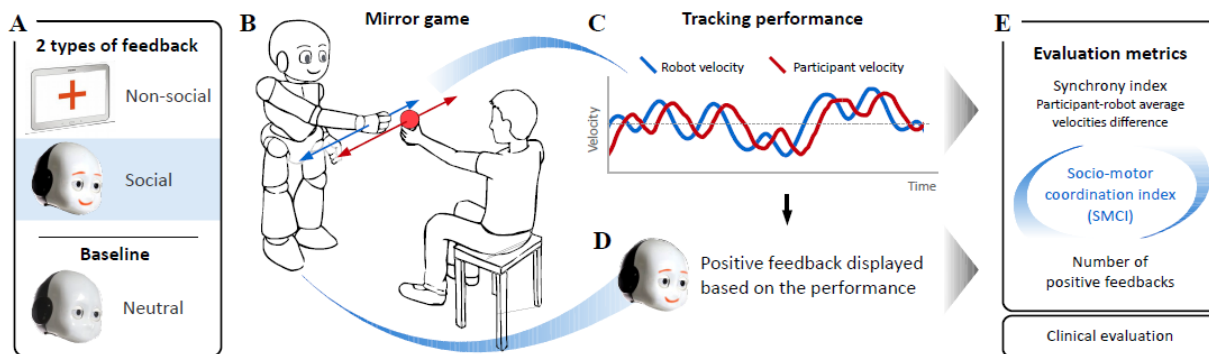 A
2 types of feedback
Non-social
Social
Baseline
Neutral
B
Mirror game
C
Tracking performance
Robot velocity
Participant velocity
Velocity
Time
D
Positive feedback displayed
based on the performance
E
Evaluation metrics
Synchrony index
Participant-robot average
velocities difference
Socio-motor
coordination index
(SMCI)
Number of
positive feedbacks
Clinical evaluation